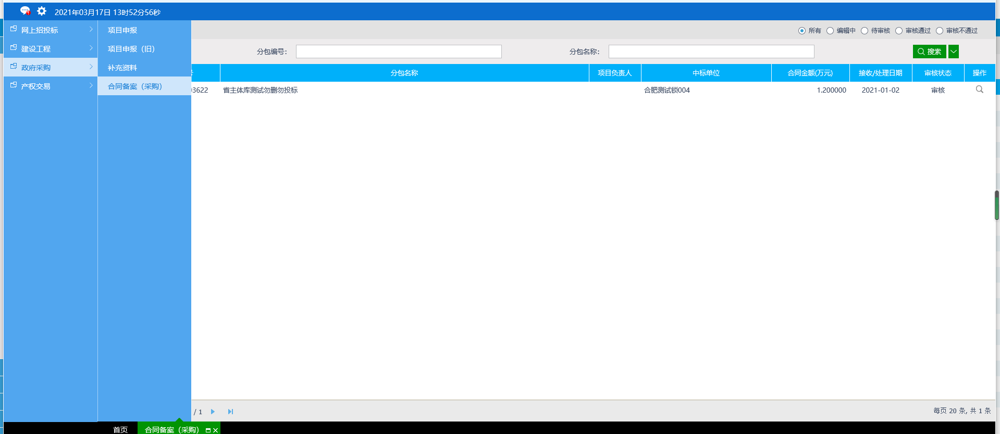 2021年03月17日 13时52分56秒
网上招投标
建设工程
政府采购
产权交易
项目申报
项目申报（旧）
补充资料
合同备案（采购）
所有 编辑中 待审核 审核通过 审核不通过
分包编号： 分包名称： 搜索
分包名称 项目负责人 中标单位 合同金额(万元) 接收/处理日期 审核状态 操作
3622 省主体库测试勿删勿投标 合肥测试锁004 1.200000 2021-01-02 审核
/ 1
每页 20 条, 共 1 条
首页 合同备案（采购）